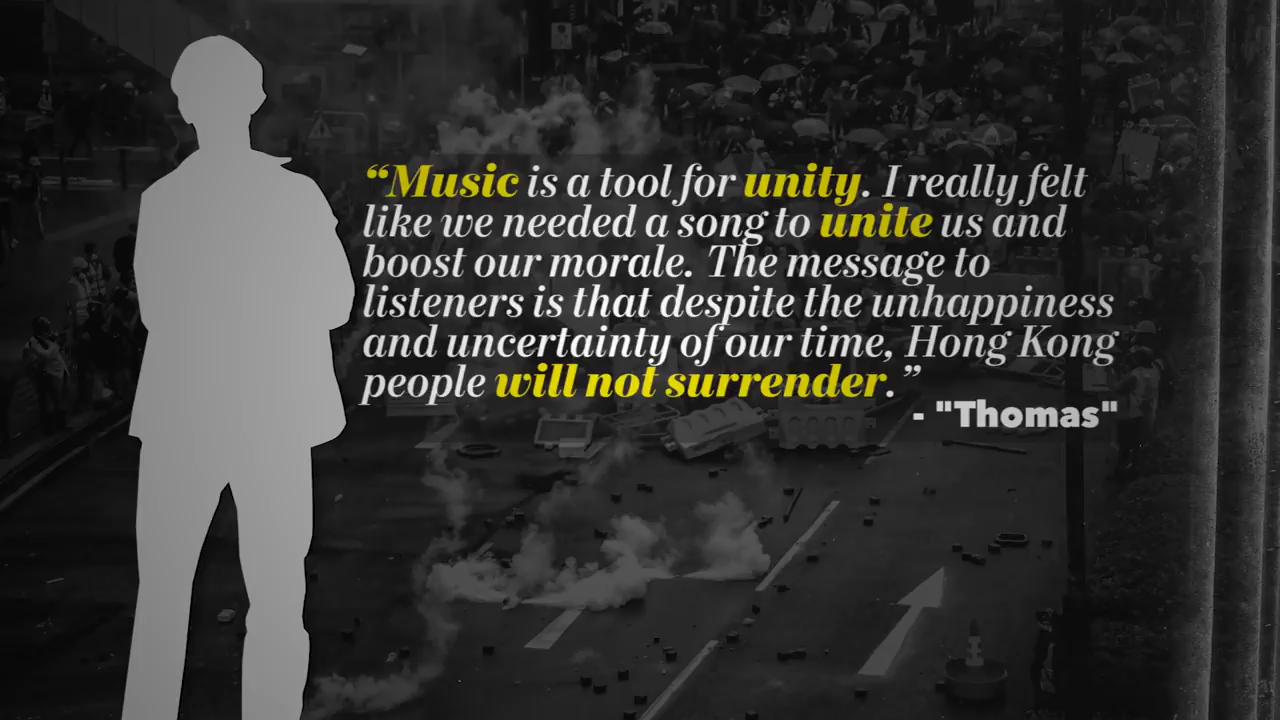 “Music is a tool for unity. I really felt
like we needed a song to unite us and
boost our morale. The message to
listeners is that despite the unhappiness
and uncertainty of our time, Hong Kong
people will not surrender.”
- "Thomas"